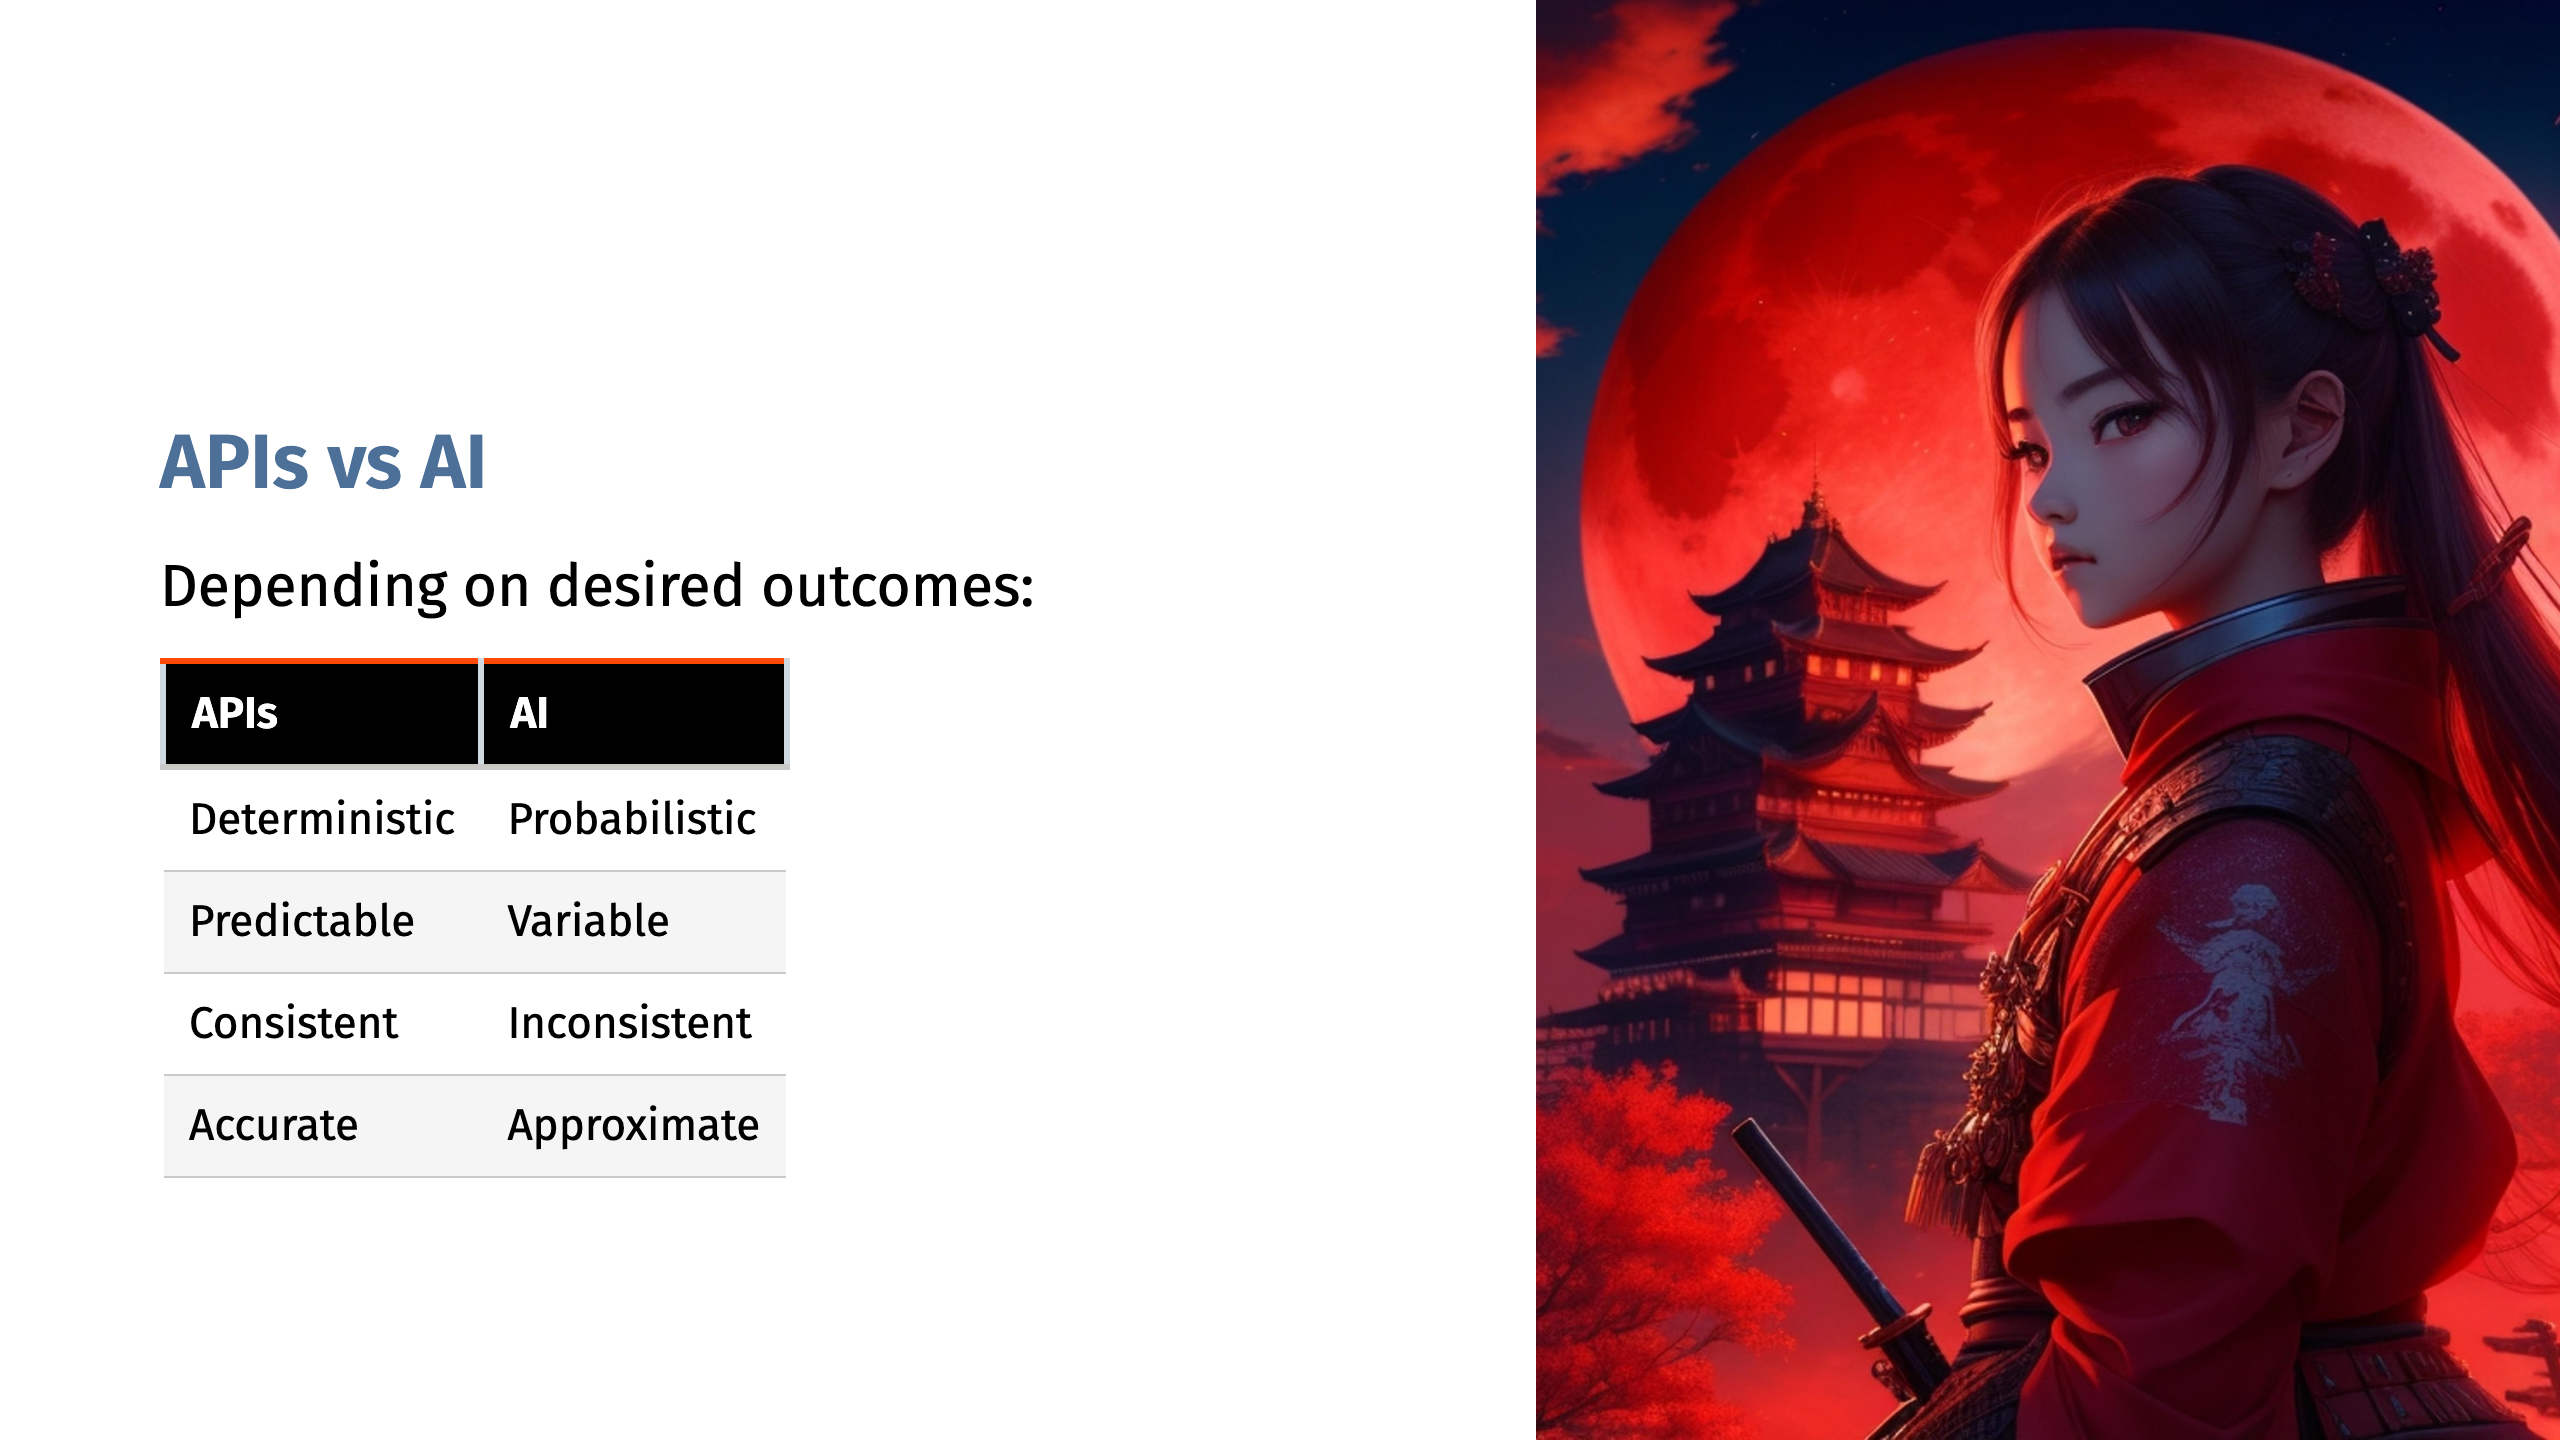 APIs vs AI
Depending on desired outcomes:
APIs AI
Deterministic Probabilistic
Predictable Variable
Consistent Inconsistent
Accurate Approximate